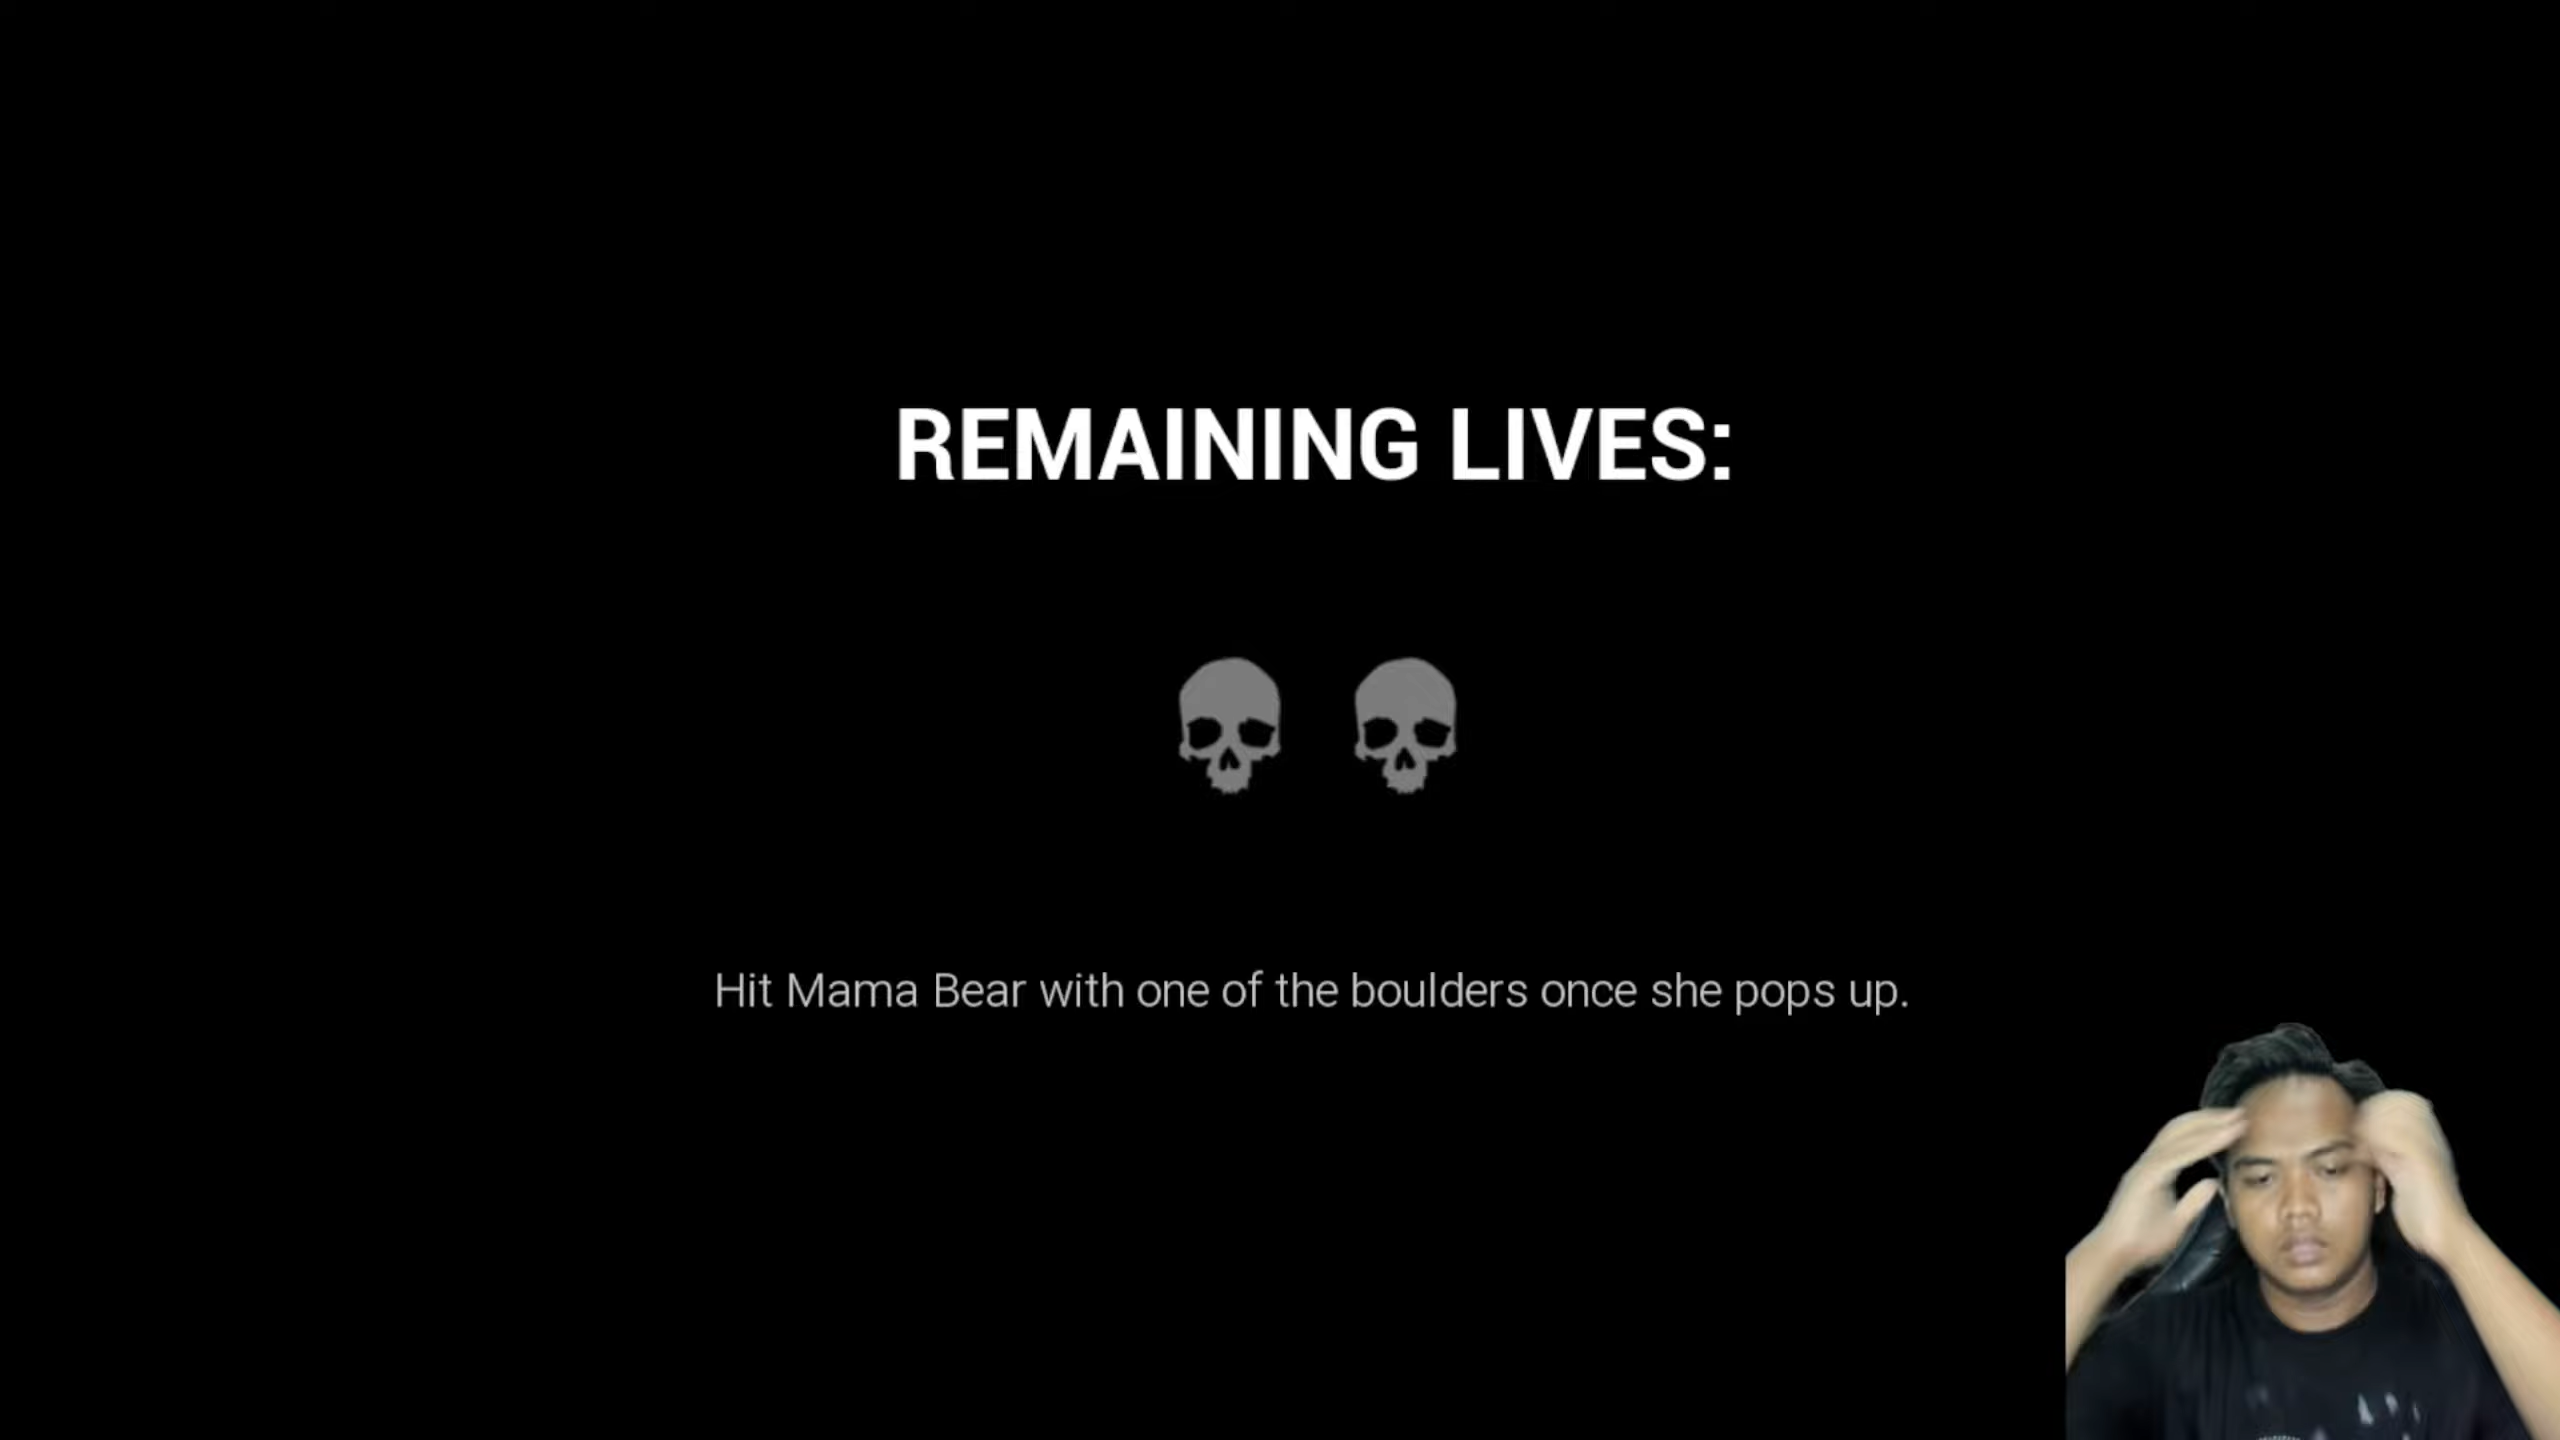 REMAINING LIVES:
Hit Mama Bear with one of the boulders once she pops up.